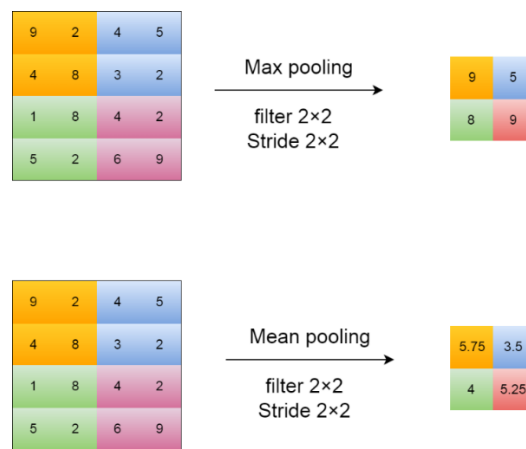 9 2 4 5
4 8 3 2
1 8 4 2
5 2 6 9
Max pooling
filter 2×2
Stride 2×2
9 5
8 9
9 2 4 5
4 8 3 2
1 8 4 2
5 2 6 9
Mean pooling
filter 2×2
Stride 2×2
5.75 3.5
4 5.25